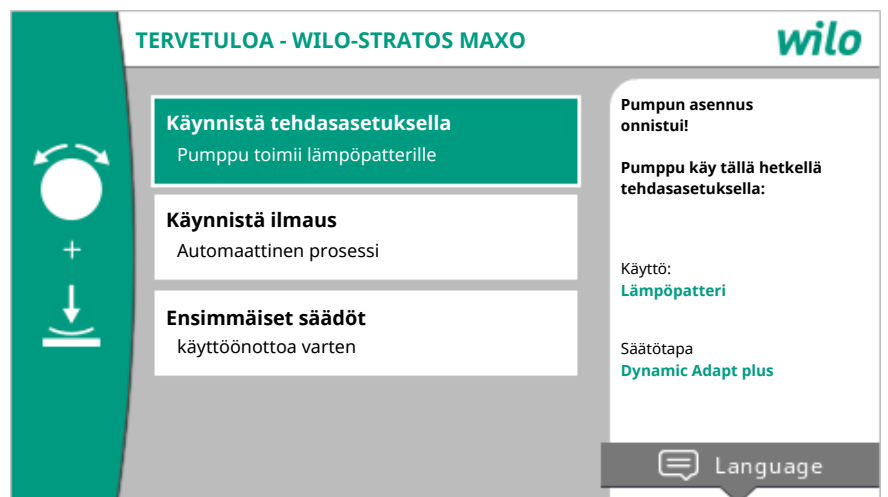 TERVETULOA - WILO-STRATOS MAXO
wilo
Käynnistä tehdasasetuksella
Pumppu toimii lämpöpatterille
Käynnistä ilmaus
Automaattinen prosessi
Ensimmäiset säädöt
käyttöönottoa varten
Pumpun asennus
onnistui!
Pumppu käy tällä hetkellä
tehdasasetuksella:
Käyttö:
Lämpöpatteri
Säätötapa
Dynamic Adapt plus
Language